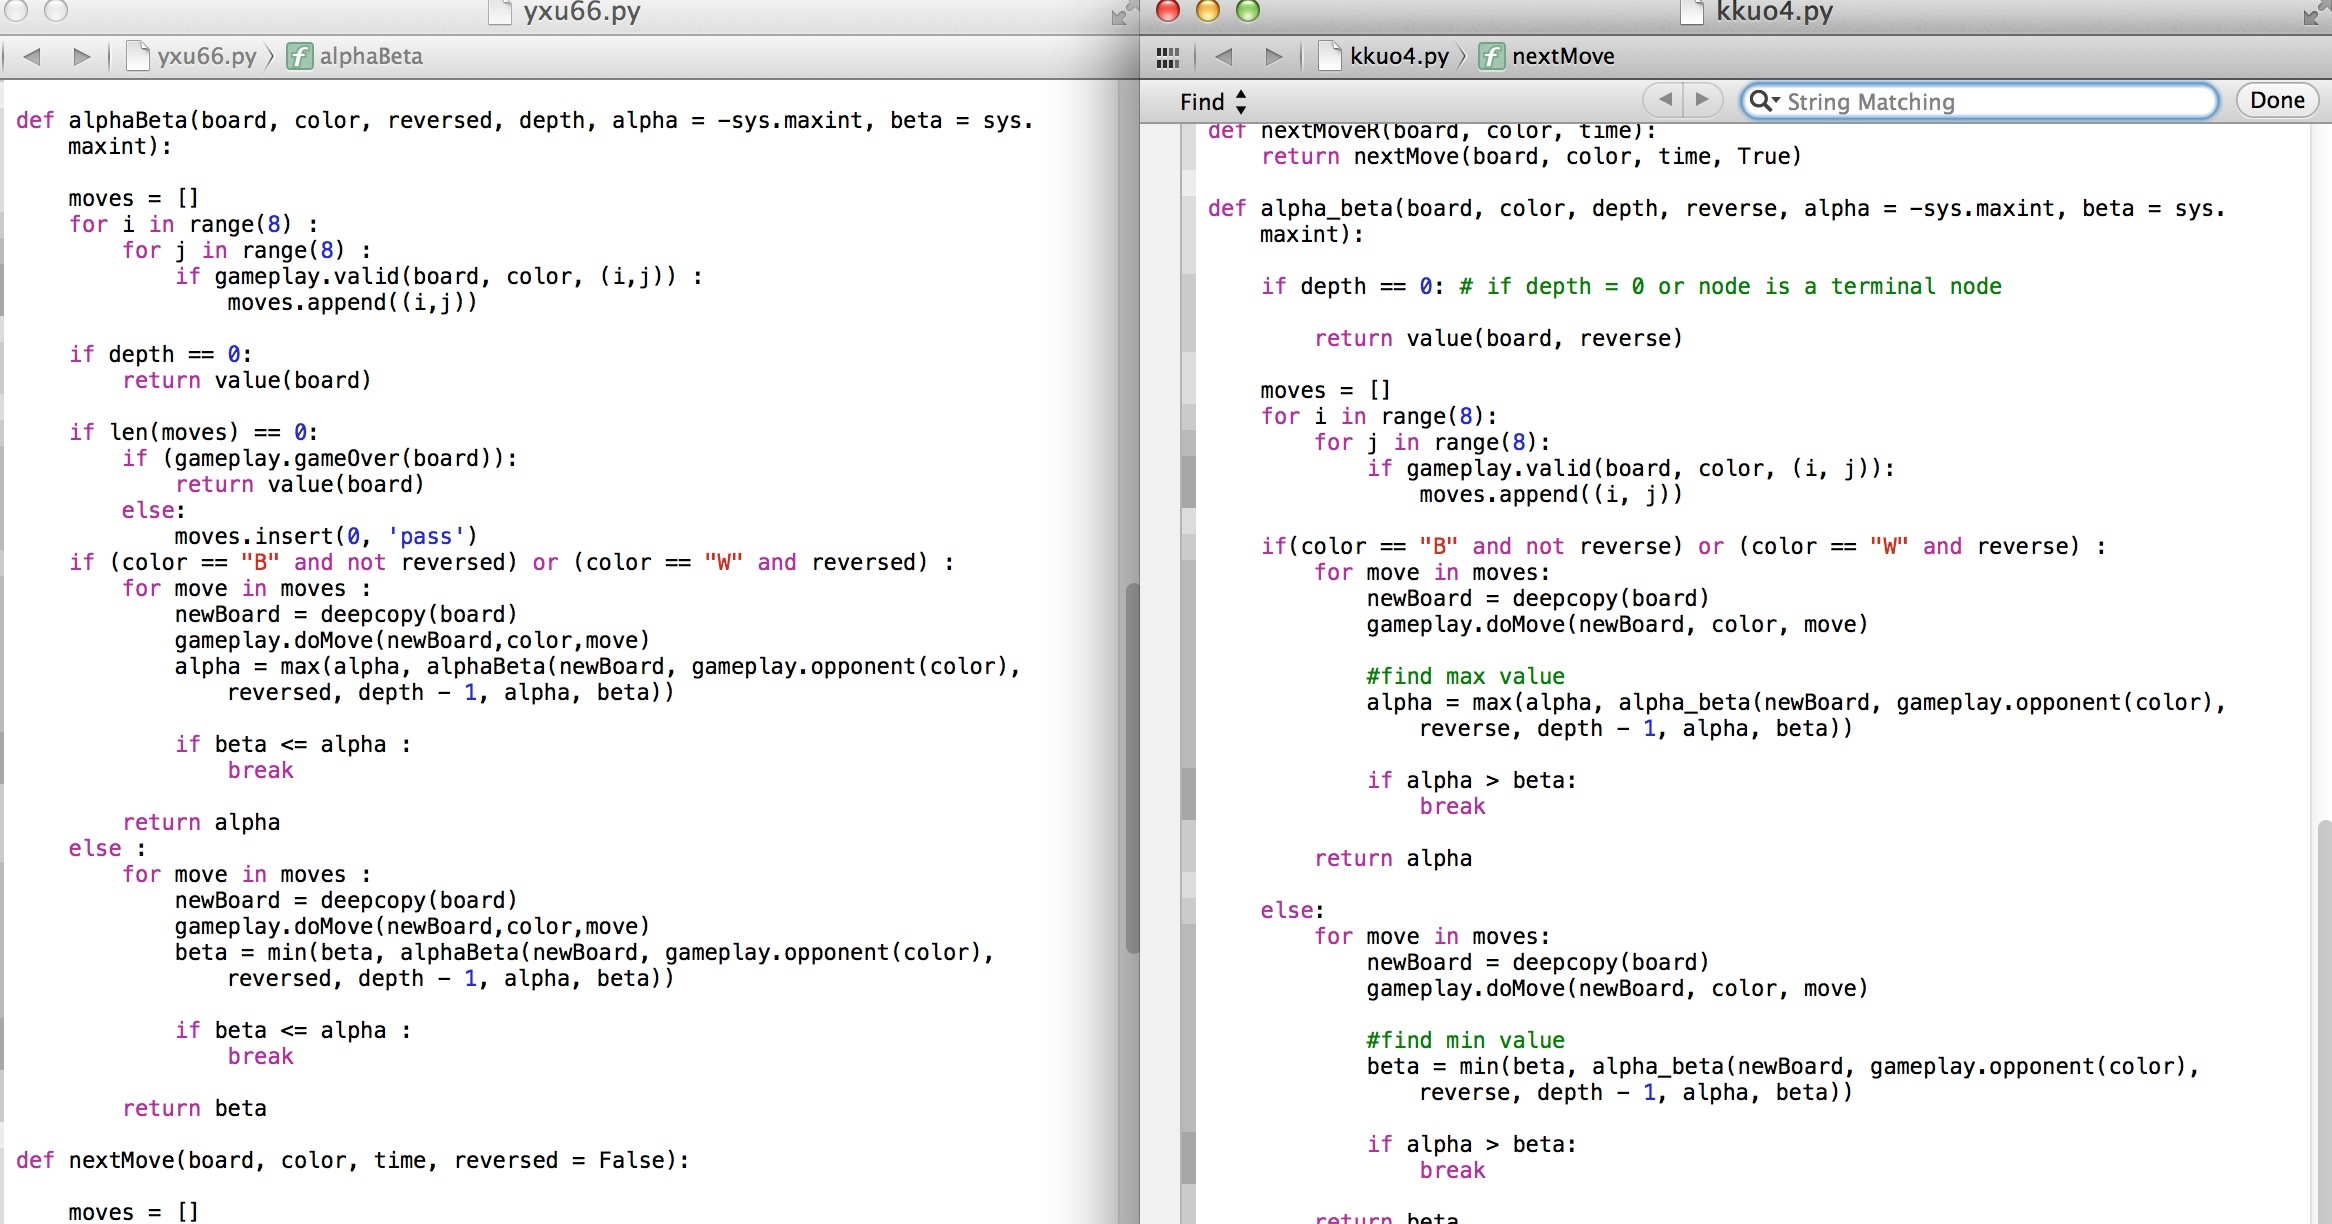 yxu66.py
yxu66.py
alphaBeta
def alphaBeta(board, color, reversed, depth, alpha = -sys.maxint, beta = sys.
maxint):
moves = []
for i in range(8) :
for j in range(8) :
if gameplay.valid(board, color, (i,j)) :
moves.append((i,j))
if depth == 0:
return value(board)
if len(moves) == 0:
if (gameplay.gameOver(board)):
return value(board)
else:
moves.insert(0, 'pass')
if (color == "B" and not reversed) or (color == "W" and reversed) :
for move in moves :
newBoard = deepcopy(board)
gameplay.doMove(newBoard,color,move)
alpha = max(alpha, alphaBeta(newBoard, gameplay.opponent(color),
reversed, depth - 1, alpha, beta))
if beta <= alpha :
break
return alpha
else :
for move in moves :
newBoard = deepcopy(board)
gameplay.doMove(newBoard,color,move)
beta = min(beta, alphaBeta(newBoard, gameplay.opponent(color),
reversed, depth - 1, alpha, beta))
if beta <= alpha :
break
return beta
def nextMove(board, color, time, reversed = False):
moves = []
kkuo4.py
kkuo4.py
nextMove
Find
String Matching
Done
def nextMoveR(board, color, time):
return nextMove(board, color, time, True)
def alpha_beta(board, color, depth, reverse, alpha = -sys.maxint, beta = sys.
maxint):
if depth == 0: # if depth = 0 or node is a terminal node
return value(board, reverse)
moves = []
for i in range(8):
for j in range(8):
if gameplay.valid(board, color, (i, j)):
moves.append((i, j))
if(color == "B" and not reverse) or (color == "W" and reverse) :
for move in moves:
newBoard = deepcopy(board)
gameplay.doMove(newBoard, color, move)
#find max value
alpha = max(alpha, alpha_beta(newBoard, gameplay.opponent(color),
reverse, depth - 1, alpha, beta))
if alpha > beta:
break
return alpha
else:
for move in moves:
newBoard = deepcopy(board)
gameplay.doMove(newBoard, color, move)
#find min value
beta = min(beta, alpha_beta(newBoard, gameplay.opponent(color),
reverse, depth - 1, alpha, beta))
if alpha > beta:
break
return beta